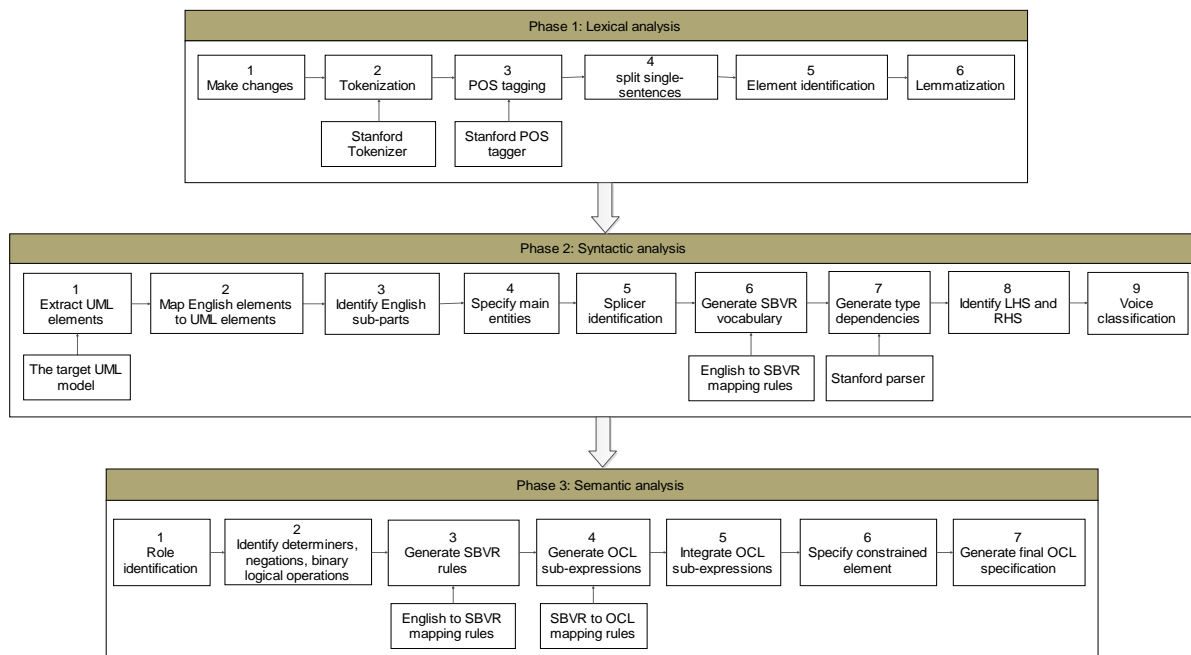 Phase 1: Lexical analysis
1
Make changes
2
Tokenization
3
POS tagging
4
split single-
sentences
5
Element identification
6
Lemmatization
Stanford
Tokenizer
Stanford POS
tagger
Phase 2: Syntactic analysis
1
Extract UML
elements
2
Map English elements
to UML elements
3
Identify English
sub-parts
4
Specify main
entities
5
Splicer
identification
6
Generate SBVR
vocabulary
7
Generate type
dependencies
8
Identify LHS and
RHS
9
Voice
classification
The target UML
model
English to SBVR
mapping rules
Stanford parser
Phase 3: Semantic analysis
1
Role
identification
2
Identify determiners,
negations, binary
logical operations
3
Generate SBVR
rules
4
Generate OCL
sub-expressions
5
Integrate OCL
sub-expressions
6
Specify constrained
element
7
Generate final OCL
specification
English to SBVR
mapping rules
SBVR to OCL
mapping rules